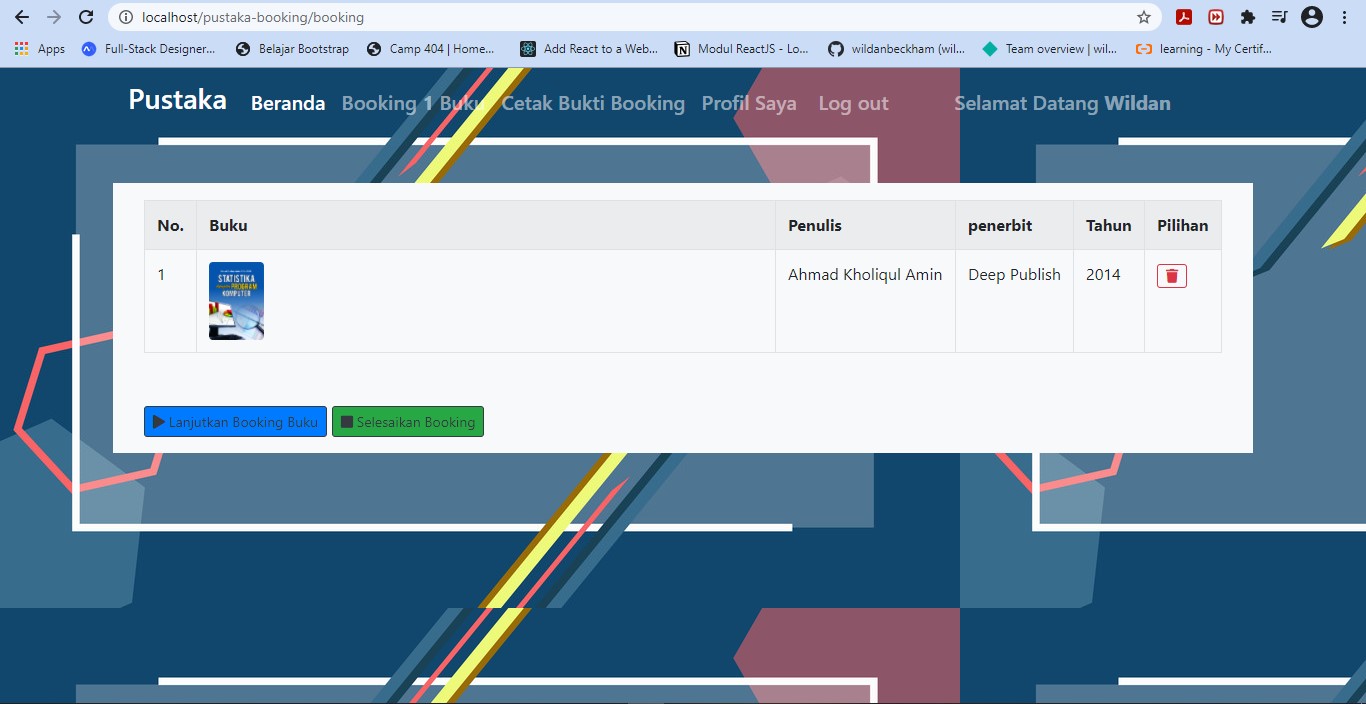 localhost/pustaka-booking/booking
Apps Full-Stack Designer... Belajar Bootstrap Camp 404 | Home... Add React to a Web... Modul ReactJS - Lo... wildanbeckham (wil... Team overview | wil... learning - My Certif...
Pustaka Beranda Booking 1 Buku Cetak Bukti Booking Profil Saya Log out Selamat Datang Wildan
No. Buku Penulis penerbit Tahun Pilihan
1 Ahmad Kholiqul Amin Deep Publish 2014
STATISTIKA
PROGRAM
KOMPUTER
Lanjutkan Booking Buku Selesaikan Booking